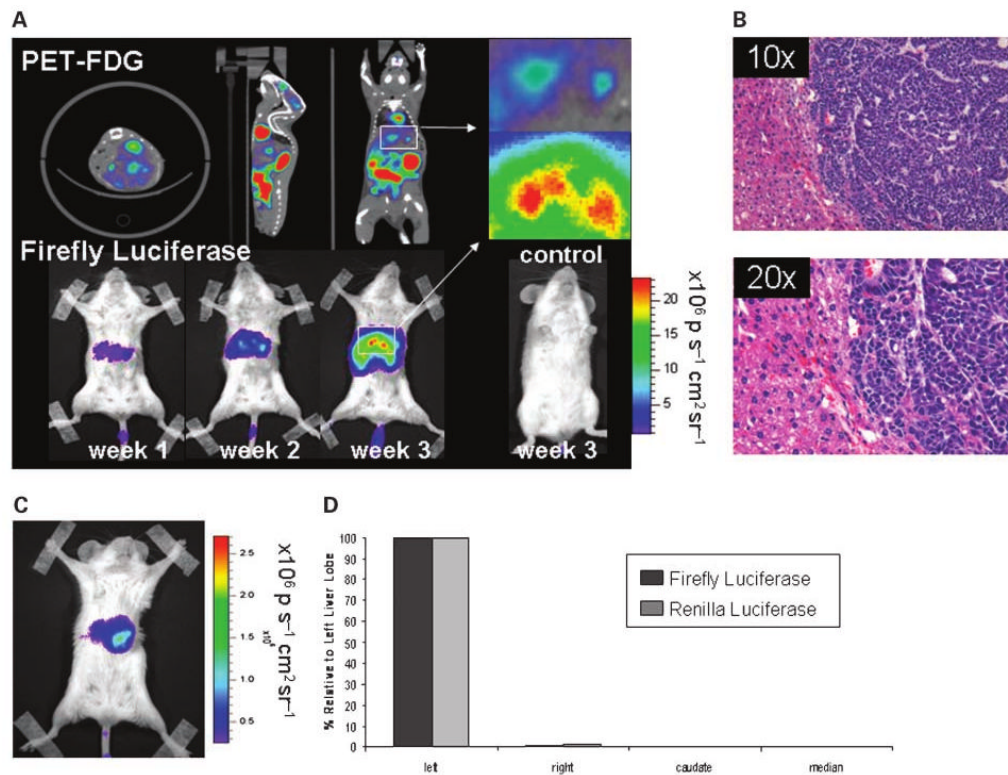 A
PET-FDG
Firefly Luciferase
control
week 1
week 2
week 3
week 3
20
15
10
5
x10⁶ p s⁻¹ cm² sr⁻¹
B
10x
20x
C
2.5
2.0
1.5
1.0
0.5
x10⁶ p s⁻¹ cm² sr⁻¹
D
% Relative to Left Liver Lobe
100
90
80
70
60
50
40
30
20
10
0
left
right
caudate
median
Firefly Luciferase
Renilla Luciferase